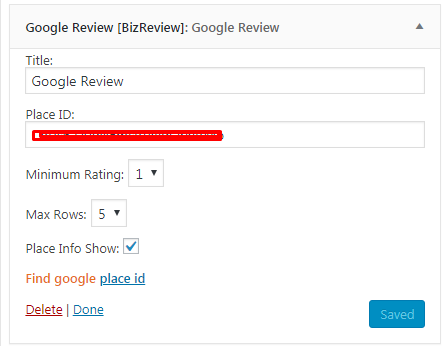 Google Review [BizReview]: Google Review
Title:
Google Review
Place ID:
Minimum Rating: 1
Max Rows: 5
Place Info Show:
Find google place id
Delete | Done
Saved